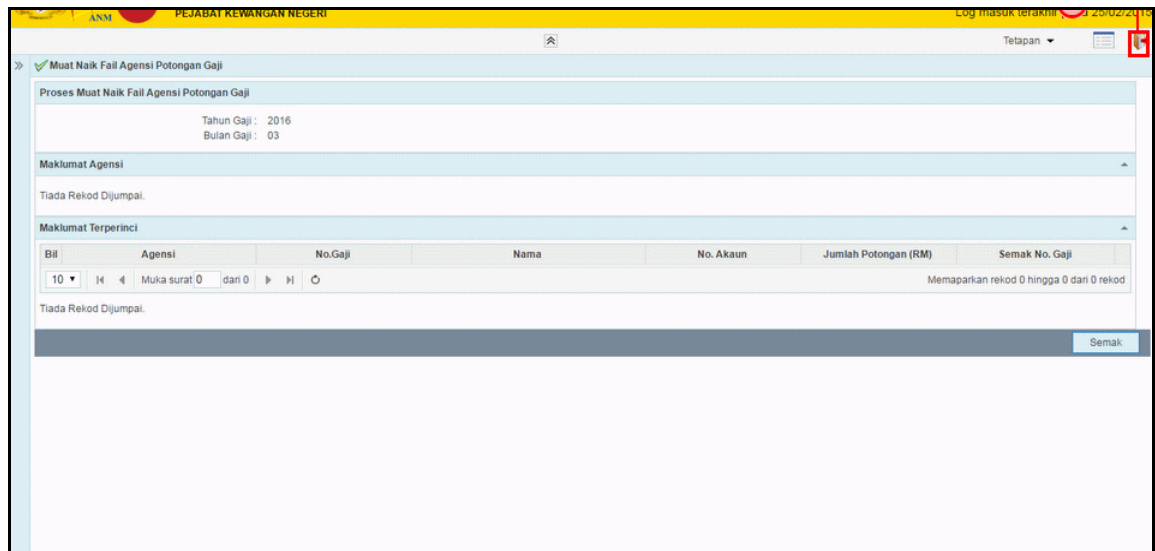 ANM PEJABAT KEWANGAN NEGERI Log masuk terakhir 25/02/2015
Tetapan
Muat Naik Fail Agensi Potongan Gaji
Proses Muat Naik Fail Agensi Potongan Gaji
Tahun Gaji : 2016
Bulan Gaji : 03
Maklumat Agensi
Tiada Rekod Dijumpai.
Maklumat Terperinci
Bil Agensi No.Gaji Nama No. Akaun Jumlah Potongan (RM) Semak No. Gaji
10 Muka surat 0 dari 0 Memaparkan rekod 0 hingga 0 dari 0 rekod
Tiada Rekod Dijumpai.
Semak